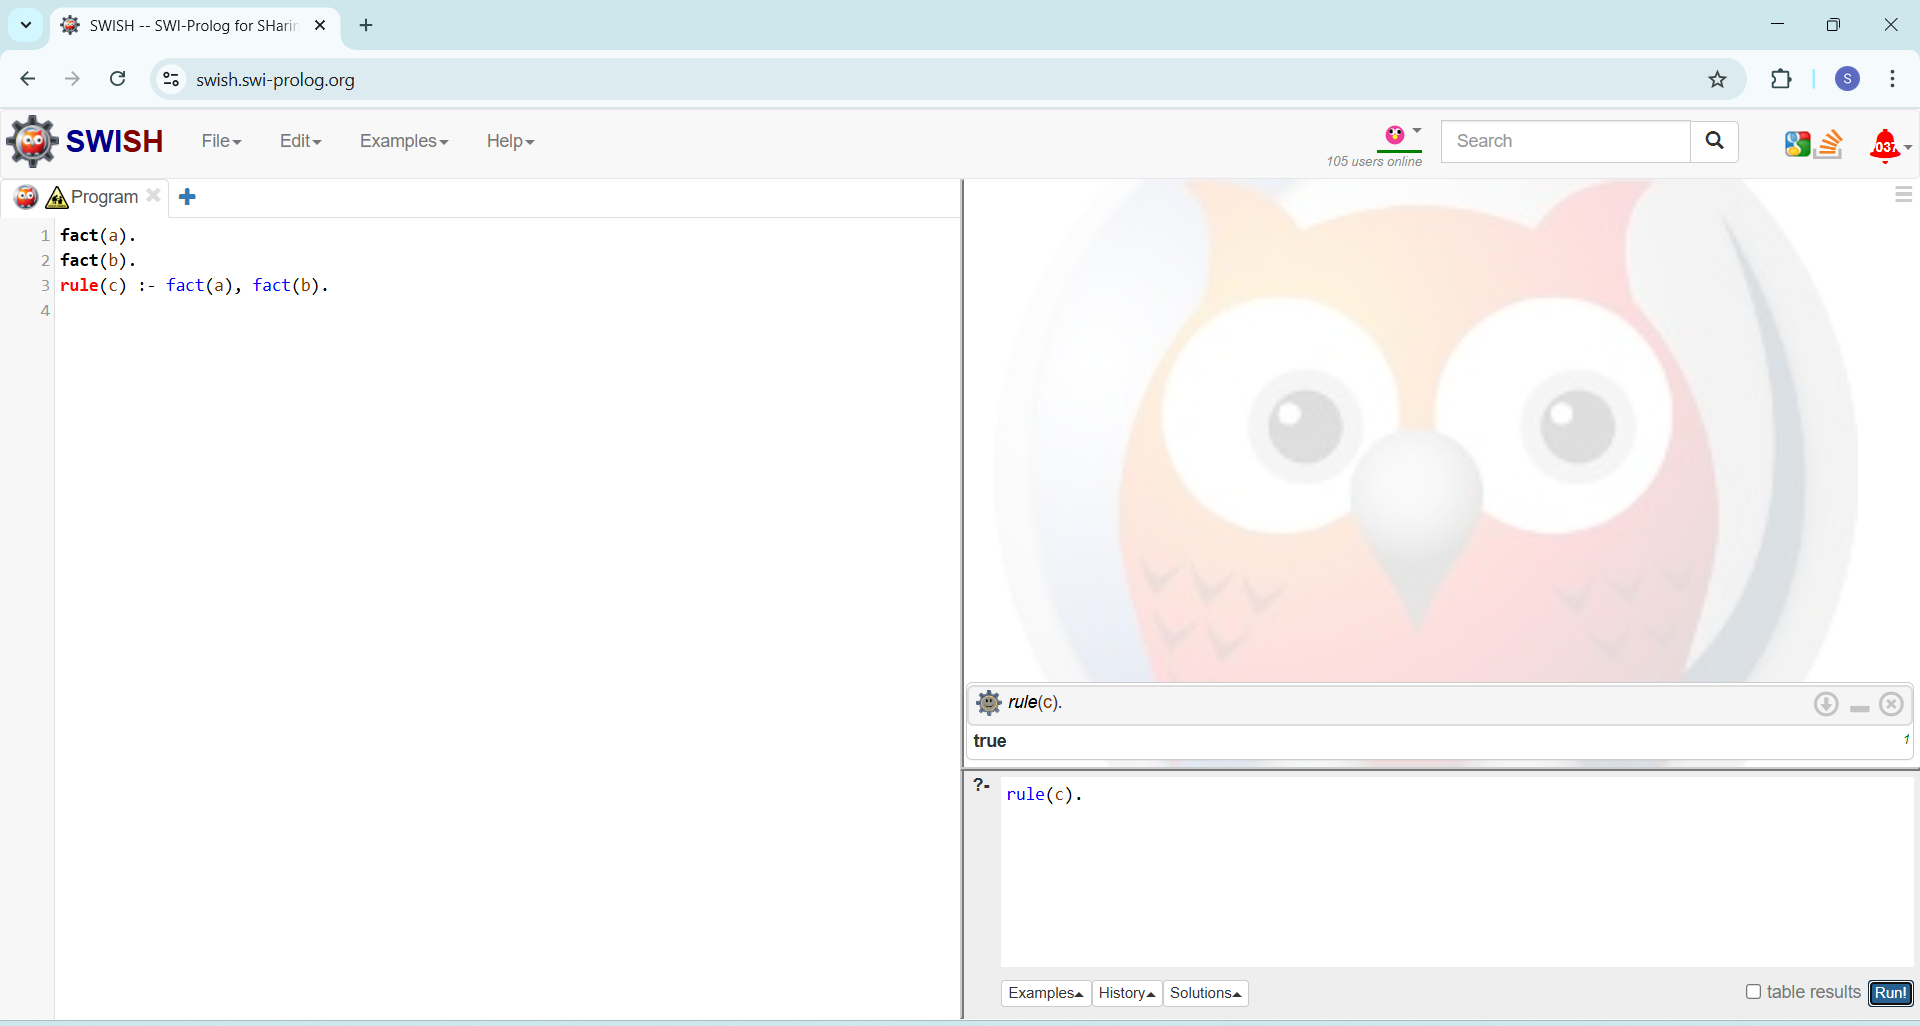 SWISH -- SWI-Prolog for SHarin
swish.swi-prolog.org
S
SWISH
File
Edit
Examples
Help
105 users online
Search
037
Program
1 fact(a).
2 fact(b).
3 rule(c) :- fact(a), fact(b).
4
rule(c).
true
1
?- rule(c).
Examples
History
Solutions
table results
Run!